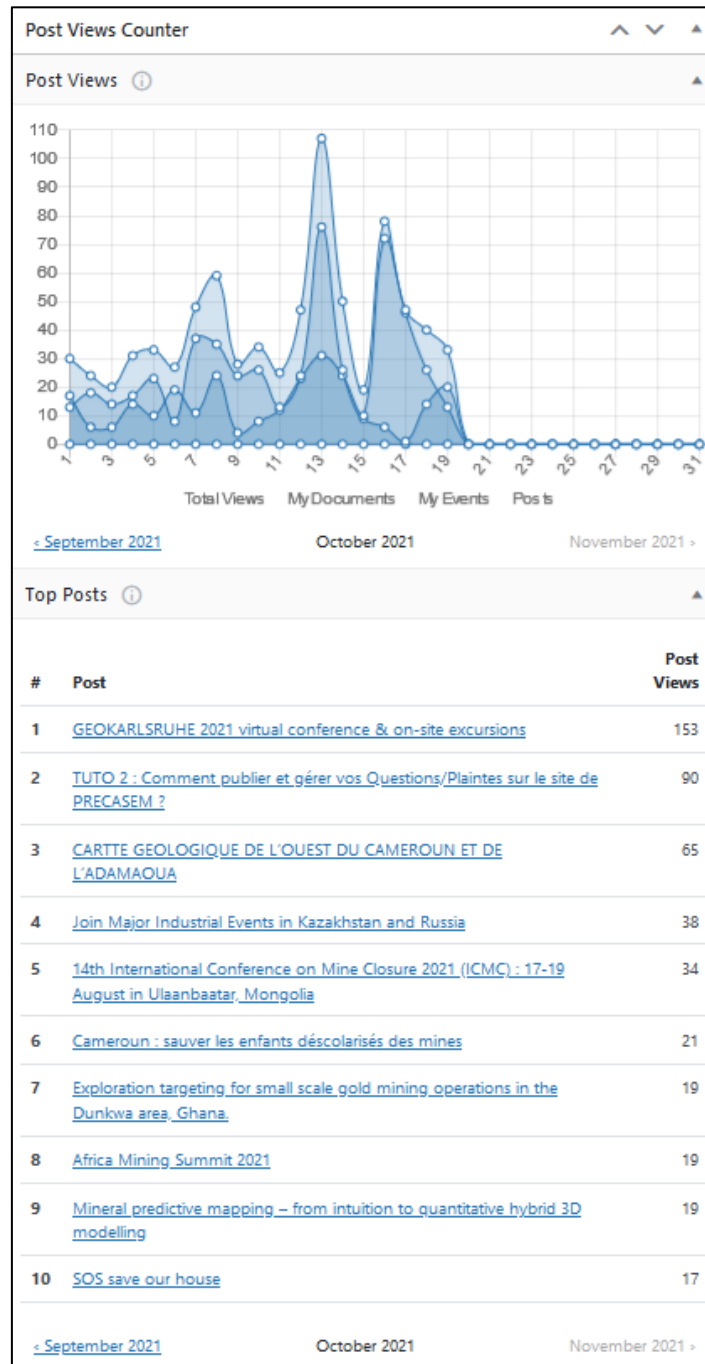 Post Views Counter
Post Views
110
100
90
80
70
60
50
40
30
20
10
0
1 3 5 7 9 11 13 15 17 19 21 23 25 27 29 31
Total Views My Documents My Events Posts
‹ September 2021 October 2021 November 2021 ›
Top Posts
Post
# Post Views
1 GEOKARLSRUHE 2021 virtual conference & on-site excursions 153
2 TUTO 2 : Comment publier et gérer vos Questions/Plaintes sur le site de 90
PRECASEM ?
3 CARTTE GEOLOGIQUE DE L'OUEST DU CAMEROUN ET DE 65
L'ADAMAOUA
4 Join Major Industrial Events in Kazakhstan and Russia 38
5 14th International Conference on Mine Closure 2021 (ICMC) : 17-19 34
August in Ulaanbaatar, Mongolia
6 Cameroun : sauver les enfants déscolarisés des mines 21
7 Exploration targeting for small scale gold mining operations in the 19
Dunkwa area, Ghana.
8 Africa Mining Summit 2021 19
9 Mineral predictive mapping – from intuition to quantitative hybrid 3D 19
modelling
10 SOS save our house 17
‹ September 2021 October 2021 November 2021 ›